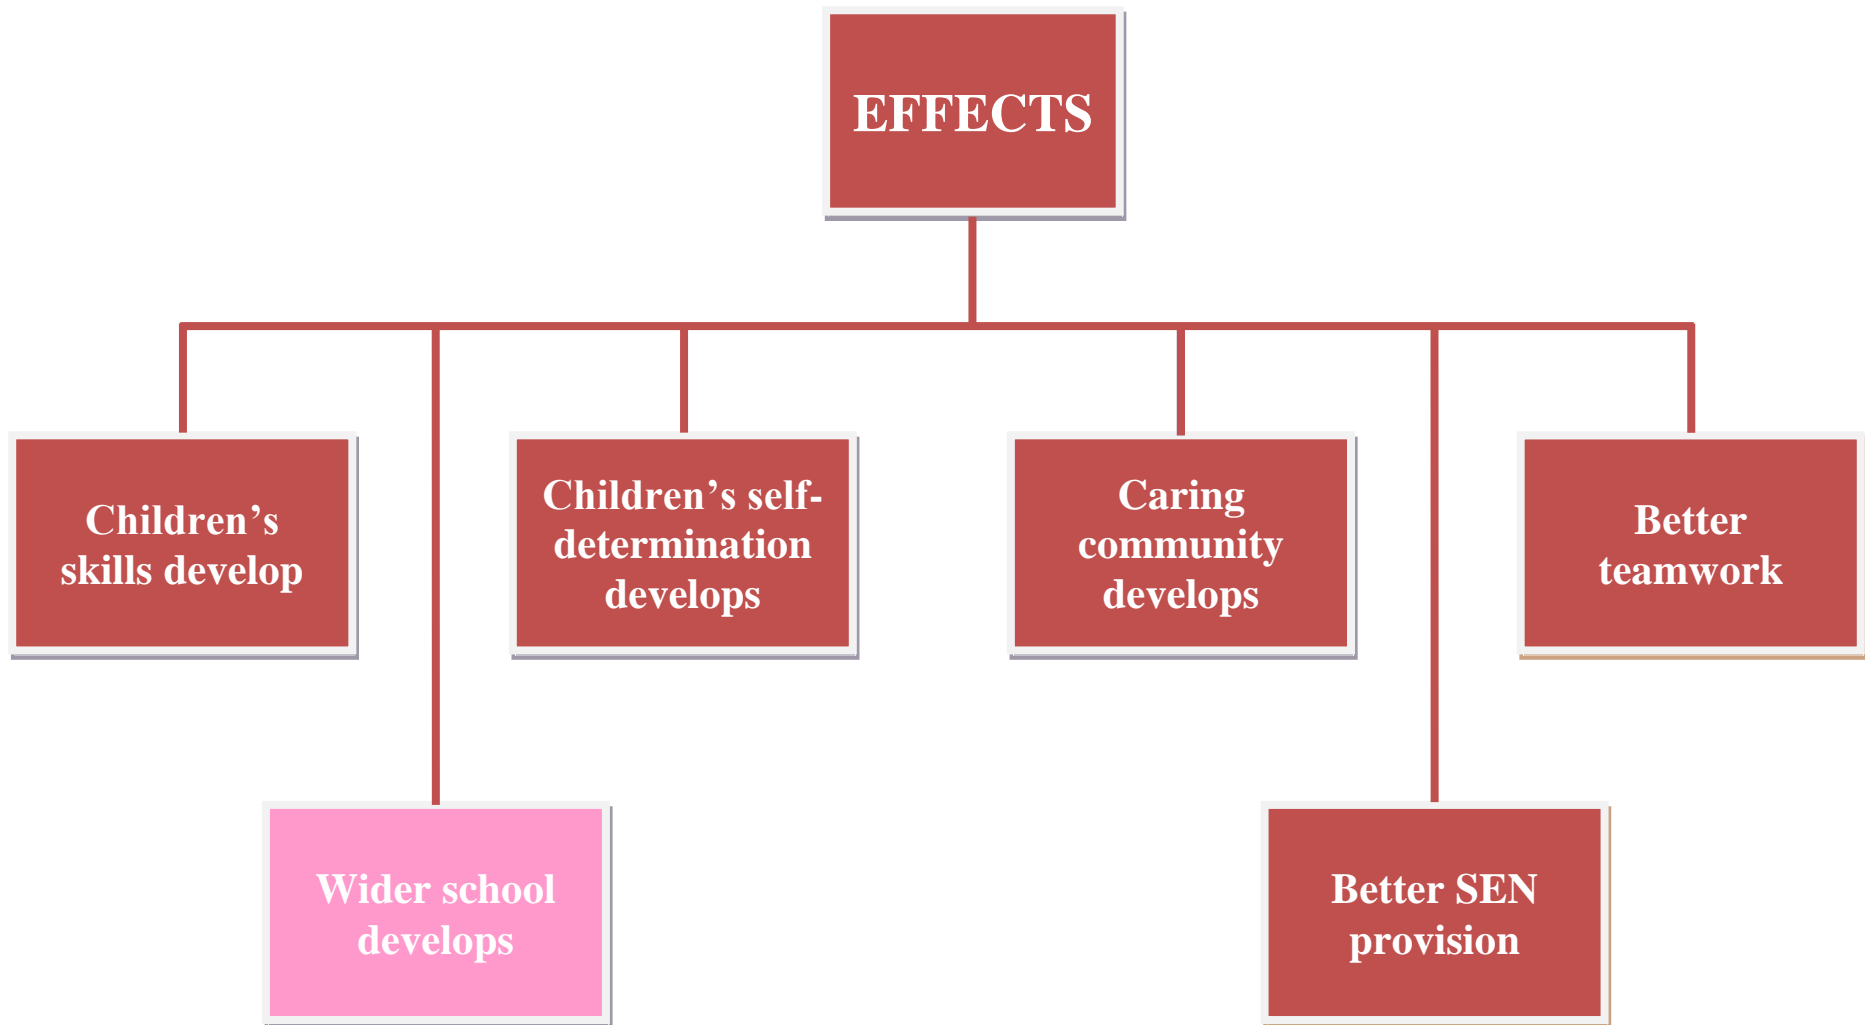 EFFECTS
Children’s
skills develop
Children’s self-
determination
develops
Caring
community
develops
Better
teamwork
Wider school
develops
Better SEN
provision